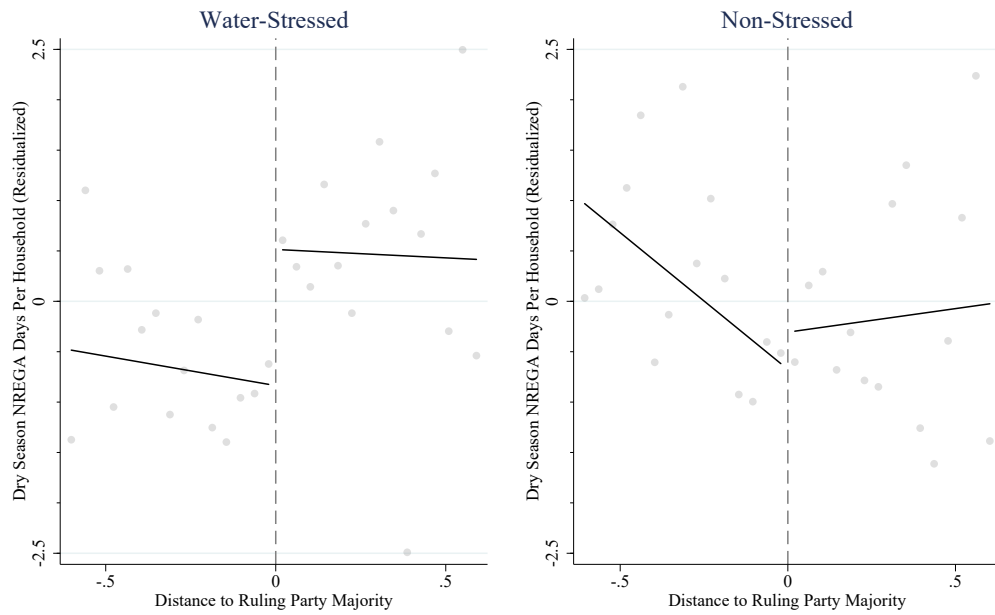 Water-Stressed
Dry Season NREGA Days Per Household (Residualized)
2.5
0
-2.5
-.5
0
.5
Distance to Ruling Party Majority
Non-Stressed
Dry Season NREGA Days Per Household (Residualized)
2.5
0
-2.5
-.5
0
.5
Distance to Ruling Party Majority